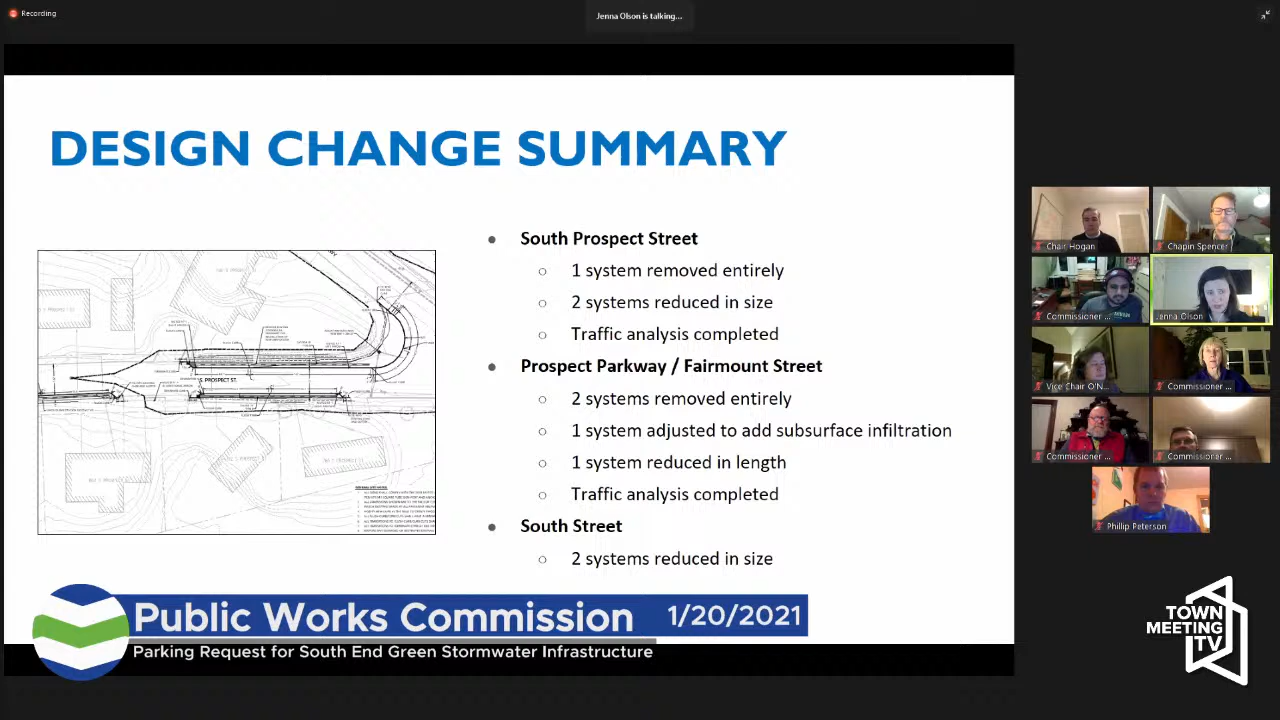 Recording
Jenna Olson is talking...
DESIGN CHANGE SUMMARY
South Prospect Street
1 system removed entirely
2 systems reduced in size
Traffic analysis completed
Prospect Parkway / Fairmount Street
2 systems removed entirely
1 system adjusted to add subsurface infiltration
1 system reduced in length
Traffic analysis completed
South Street
2 systems reduced in size
S. PROSPECT ST.
Chair Hogan
Chapin Spencer
Commissioner ...
Jenna Olson
Vice Chair O'N...
Commissioner ...
Commissioner ...
Commissioner ...
Phillip Peterson
Public Works Commission 1/20/2021
Parking Request for South End Green Stormwater Infrastructure
TOWN
MEETING
TV